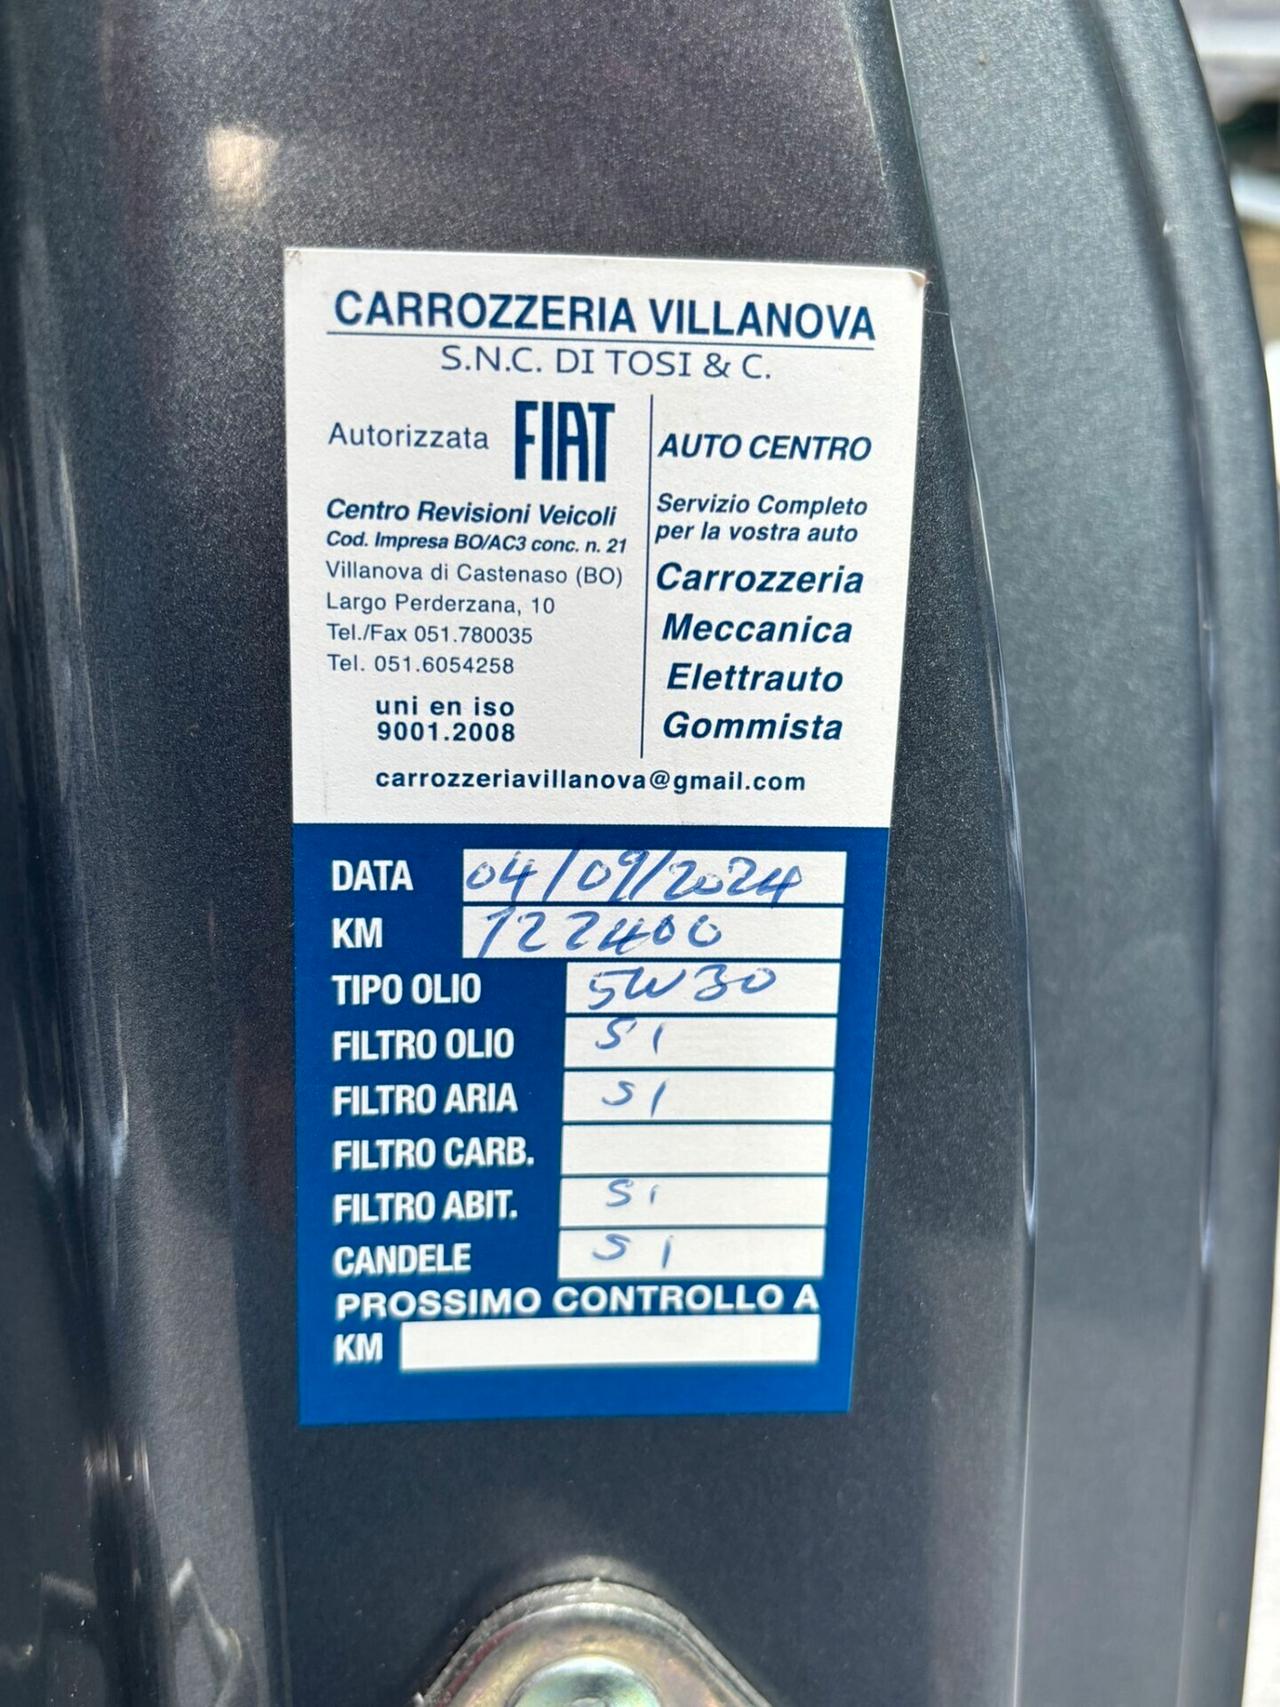 CARROZZERIA VILLANOVA
S.N.C. DI TOSI & C.
Autorizzata FIAT
Centro Revisioni Veicoli
Cod. Impresa BO/AC3 conc. n. 21
Villanova di Castenaso (BO)
Largo Perderzana, 10
Tel./Fax 051.780035
Tel. 051.6054258
uni en iso
9001.2008
AUTO CENTRO
Servizio Completo
per la vostra auto
Carrozzeria
Meccanica
Elettrauto
Gommista
carrozzeriavillanova@gmail.com
DATA 04/09/2024
KM 122400
TIPO OLIO 5W30
FILTRO OLIO SI
FILTRO ARIA SI
FILTRO CARB.
FILTRO ABIT. SI
CANDELE SI
PROSSIMO CONTROLLO A
KM